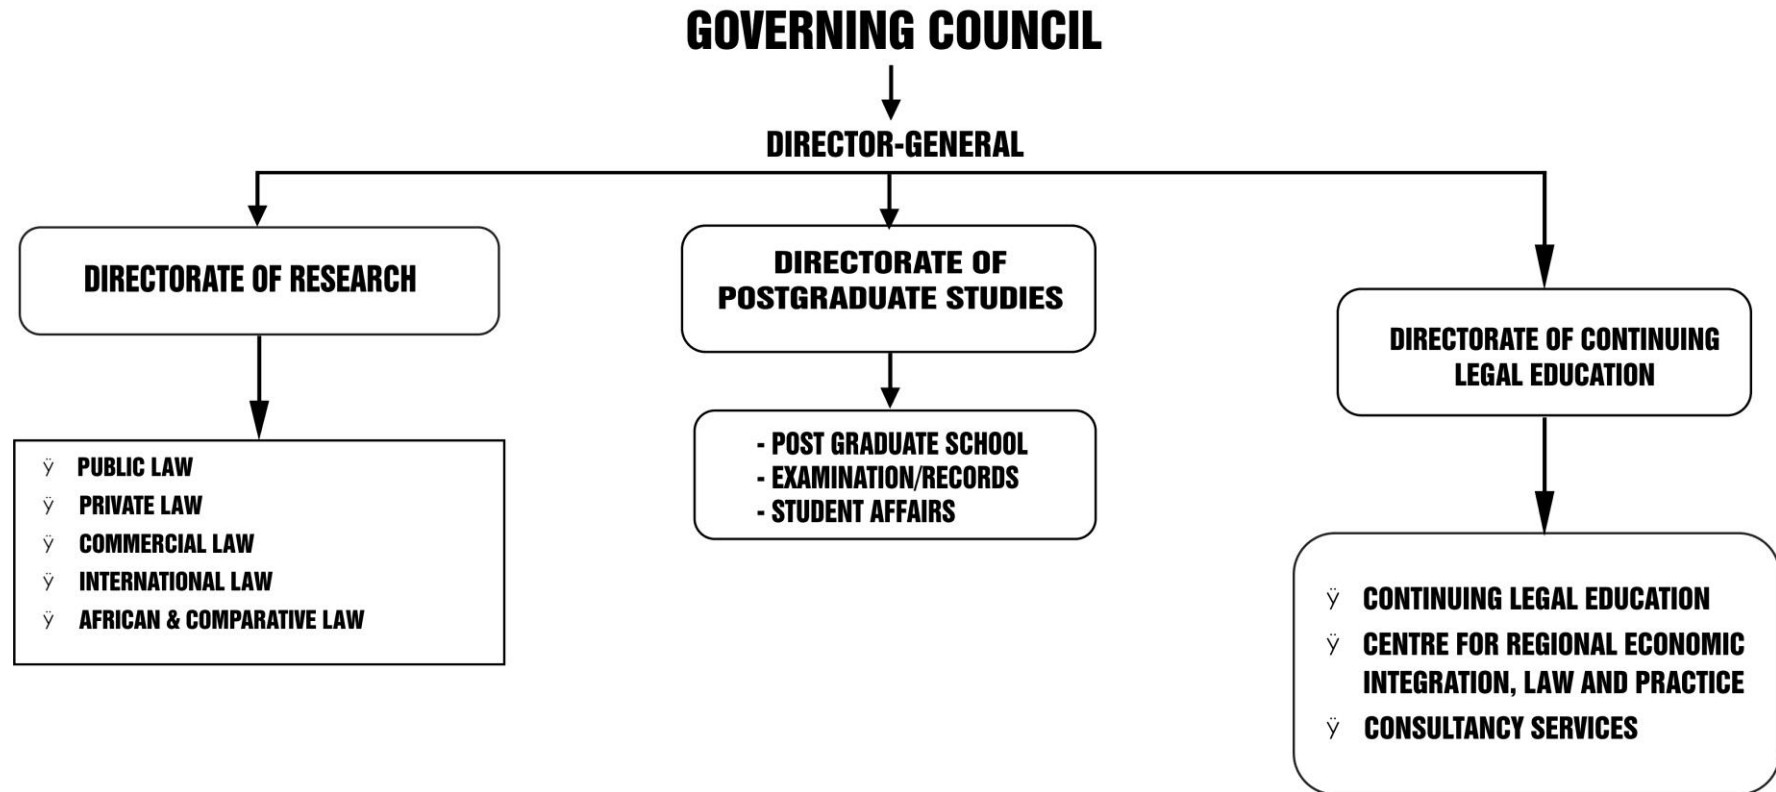 GOVERNING COUNCIL
DIRECTOR-GENERAL
DIRECTORATE OF RESEARCH
ÿ PUBLIC LAW
ÿ PRIVATE LAW
ÿ COMMERCIAL LAW
ÿ INTERNATIONAL LAW
ÿ AFRICAN & COMPARATIVE LAW
DIRECTORATE OF
POSTGRADUATE STUDIES
- POST GRADUATE SCHOOL
- EXAMINATION/RECORDS
- STUDENT AFFAIRS
DIRECTORATE OF CONTINUING
LEGAL EDUCATION
ÿ CONTINUING LEGAL EDUCATION
ÿ CENTRE FOR REGIONAL ECONOMIC
INTEGRATION, LAW AND PRACTICE
ÿ CONSULTANCY SERVICES